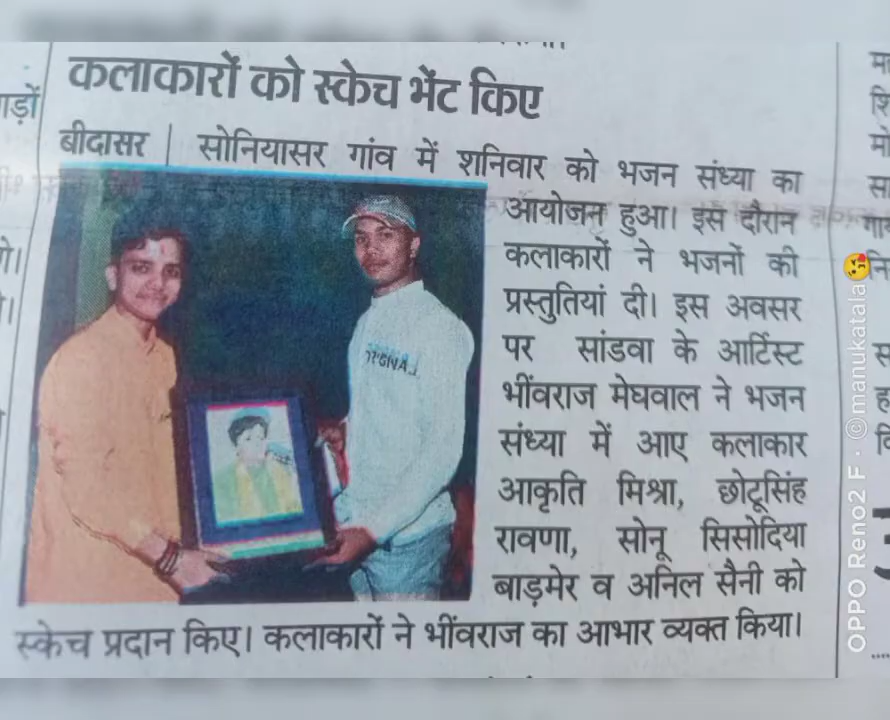 कलाकारों को स्केच भेंट किए
बीदासर | सोनियासर गांव में शनिवार को भजन संध्या का
आयोजन हुआ। इस दौरान
कलाकारों ने भजनों की
प्रस्तुतियां दी। इस अवसर
पर सांडवा के आर्टिस्ट
भींवराज मेघवाल ने भजन
संध्या में आए कलाकार
आकृति मिश्रा, छोटूसिंह
रावणा, सोनू सिसोदिया
बाड़मेर व अनिल सैनी को
स्केच प्रदान किए। कलाकारों ने भींवराज का आभार व्यक्त किया।
OPPO Reno2 F · ©manukatala😘